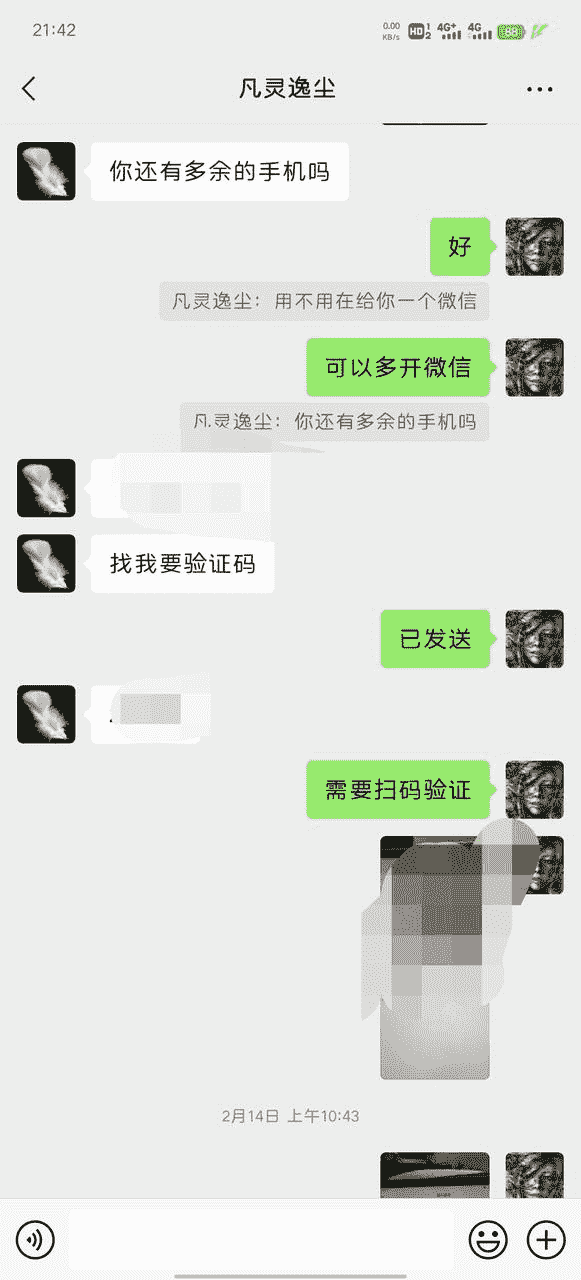 21:42
0.00
KB/s
HD 1 2
4G+
4G
凡灵逸尘
你还有多余的手机吗
好
凡灵逸尘：用不用在给你一个微信
可以多开微信
凡灵逸尘：你还有多余的手机吗
找我要验证码
已发送
需要扫码验证
2月14日 上午10:43